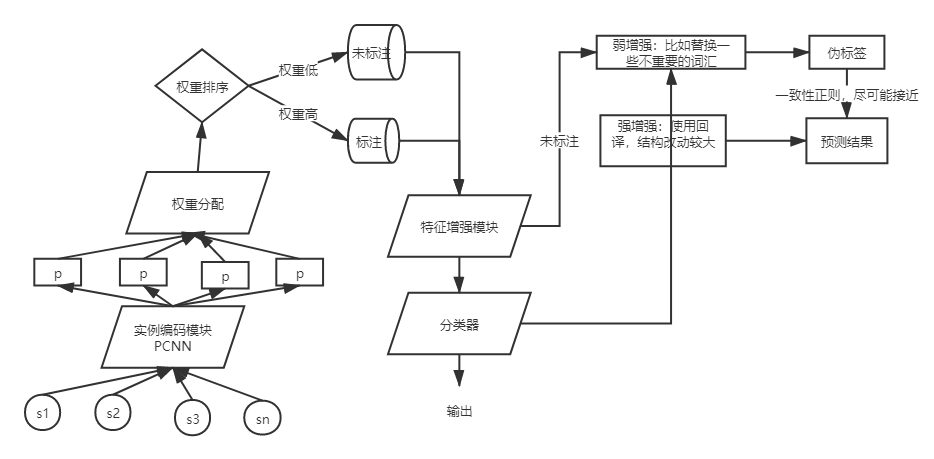 未标注
权重低
权重排序
权重高
标注
权重分配
p
p
p
p
实例编码模块
PCNN
s1
s2
s3
sn
特征增强模块
分类器
输出
未标注
弱增强：比如替换一
些不重要的词汇
伪标签
一致性正则，尽可能接近
强增强：使用回
译，结构改动较大
预测结果